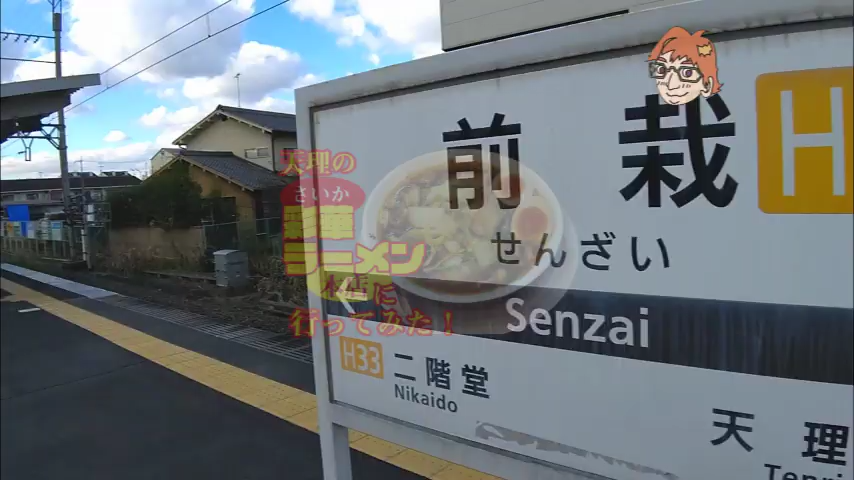 前栽
H
せんざい
Senzai
H33
二階堂
Nikaido
天理
Tenri
天理の
さいか
彩華
ラーメン
本店に
行ってみた!